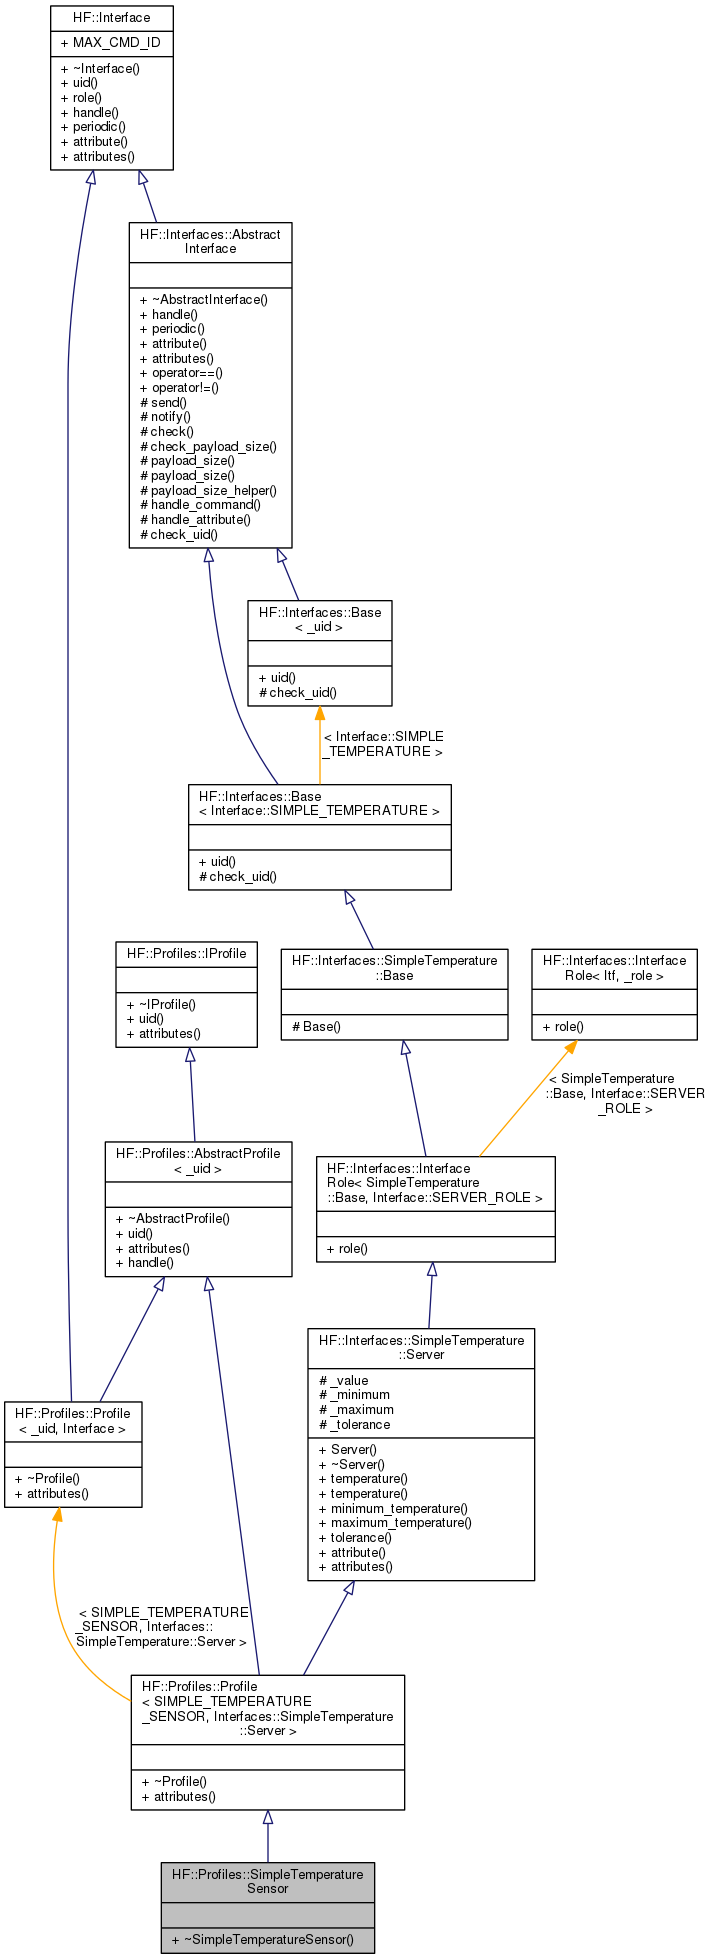 HF::Interface
+ MAX_CMD_ID
+ ~Interface()
+ uid()
+ role()
+ handle()
+ periodic()
+ attribute()
+ attributes()
HF::Interfaces::Abstract
Interface
+ ~AbstractInterface()
+ handle()
+ periodic()
+ attribute()
+ attributes()
+ operator==()
+ operator!=()
# send()
# notify()
# check()
# check_payload_size()
# payload_size()
# payload_size()
# payload_size_helper()
# handle_command()
# handle_attribute()
# check_uid()
HF::Interfaces::Base
< _uid >
+ uid()
# check_uid()
< Interface::SIMPLE
_TEMPERATURE >
HF::Interfaces::Base
< Interface::SIMPLE_TEMPERATURE >
+ uid()
# check_uid()
HF::Profiles::IProfile
+ ~IProfile()
+ uid()
+ attributes()
HF::Interfaces::SimpleTemperature
::Base
# Base()
HF::Interfaces::Interface
Role< Itf, _role >
+ role()
< SimpleTemperature
::Base, Interface::SERVER
_ROLE >
HF::Profiles::AbstractProfile
< _uid >
+ ~AbstractProfile()
+ uid()
+ attributes()
+ handle()
HF::Interfaces::Interface
Role< SimpleTemperature
::Base, Interface::SERVER_ROLE >
+ role()
HF::Interfaces::SimpleTemperature
::Server
# _value
# _minimum
# _maximum
# _tolerance
+ Server()
+ ~Server()
+ temperature()
+ temperature()
+ minimum_temperature()
+ maximum_temperature()
+ tolerance()
+ attribute()
+ attributes()
HF::Profiles::Profile
< _uid, Interface >
+ ~Profile()
+ attributes()
< SIMPLE_TEMPERATURE
_SENSOR, Interfaces::
SimpleTemperature::Server >
HF::Profiles::Profile
< SIMPLE_TEMPERATURE
_SENSOR, Interfaces::SimpleTemperature
::Server >
+ ~Profile()
+ attributes()
HF::Profiles::SimpleTemperature
Sensor
+ ~SimpleTemperatureSensor()